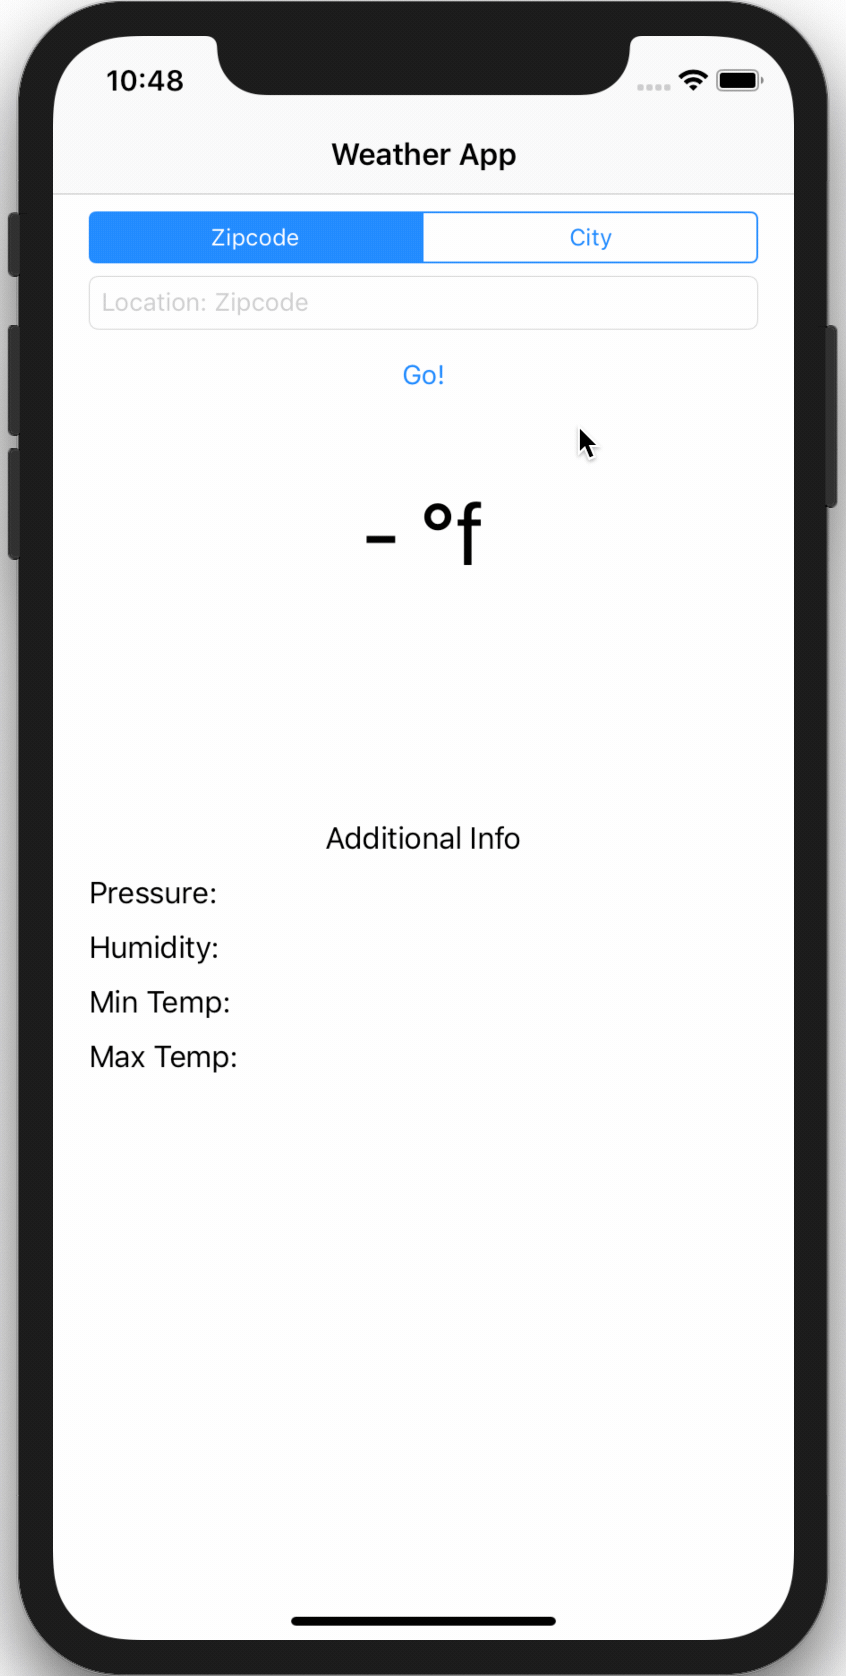 10:48
Weather App
Zipcode City
Location: Zipcode
Go!
- °f
Additional Info
Pressure:
Humidity:
Min Temp:
Max Temp: